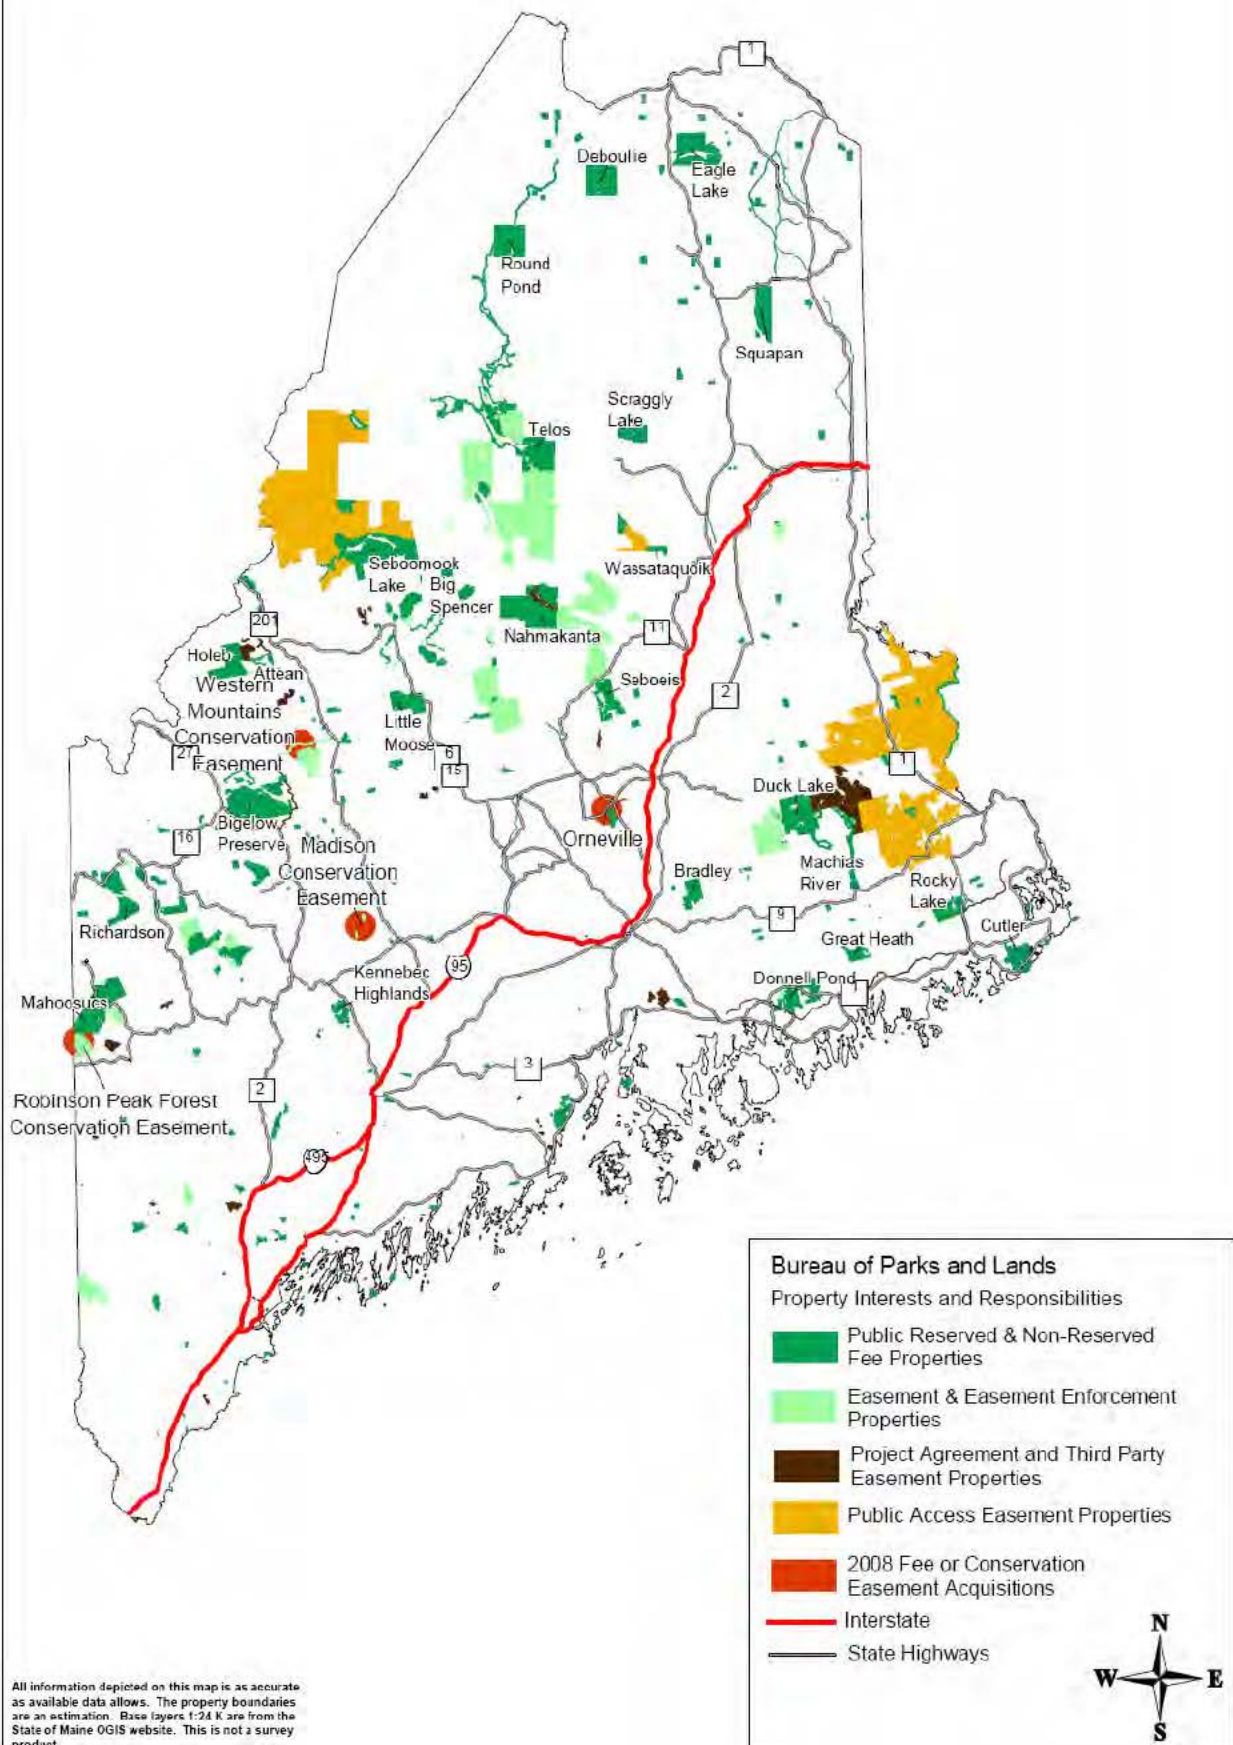 1
Deboulie
Eagle
Lake
Round
Pond
Squapan
Scraggly
Lake
Telos
Seboomook
Lake
Big
Spencer
Wassataquoik
201
Nahmakanta
11
Holeb
Attean
Western
Mountains
Conservation
Easement
Seboeis
2
Little
Moose
6
15
27
1
Duck Lake
Bigelow
Preserve
16
Madison
Conservation
Easement
Orneville
Machias
River
Bradley
Rocky
Lake
9
Richardson
Cutler
Great Heath
Kennebec
Highlands
95
Donnell Pond
Mahoosucs
3
2
Robinson Peak Forest
Conservation Easement
495
Bureau of Parks and Lands
Property Interests and Responsibilities
Public Reserved & Non-Reserved
Fee Properties
Easement & Easement Enforcement
Properties
Project Agreement and Third Party
Easement Properties
Public Access Easement Properties
2008 Fee or Conservation
Easement Acquisitions
Interstate
State Highways
N
W E
S
All information depicted on this map is as accurate
as available data allows. The property boundaries
are an estimation. Base layers 1:24 K are from the
State of Maine OGIS website. This is not a survey
product